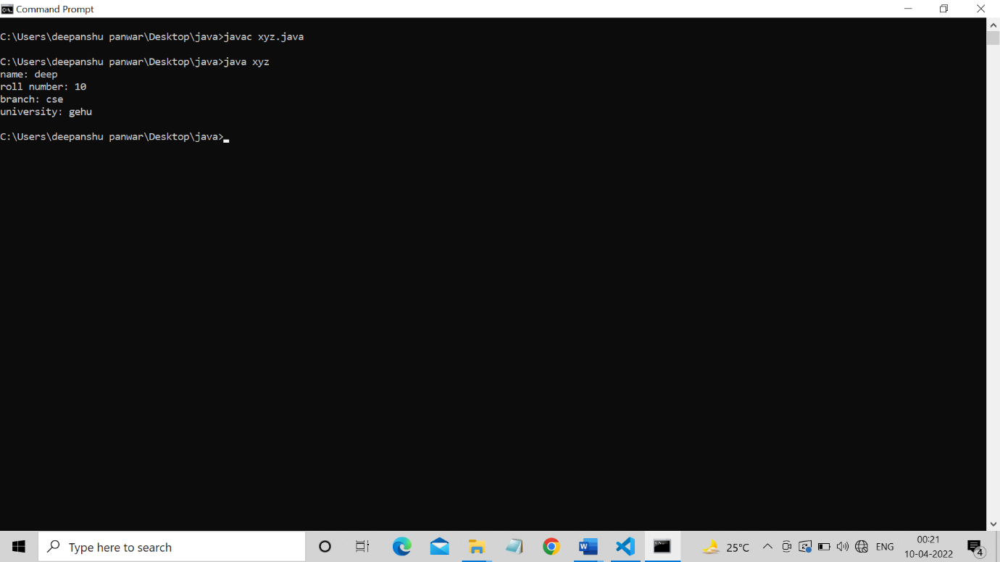 Command Prompt
C:\Users\deepanshu panwar\Desktop\java>javac xyz.java
C:\Users\deepanshu panwar\Desktop\java>java xyz
name: deep
roll number: 10
branch: cse
university: gehu
C:\Users\deepanshu panwar\Desktop\java>
Type here to search
25°C
ENG
00:21
10-04-2022
4